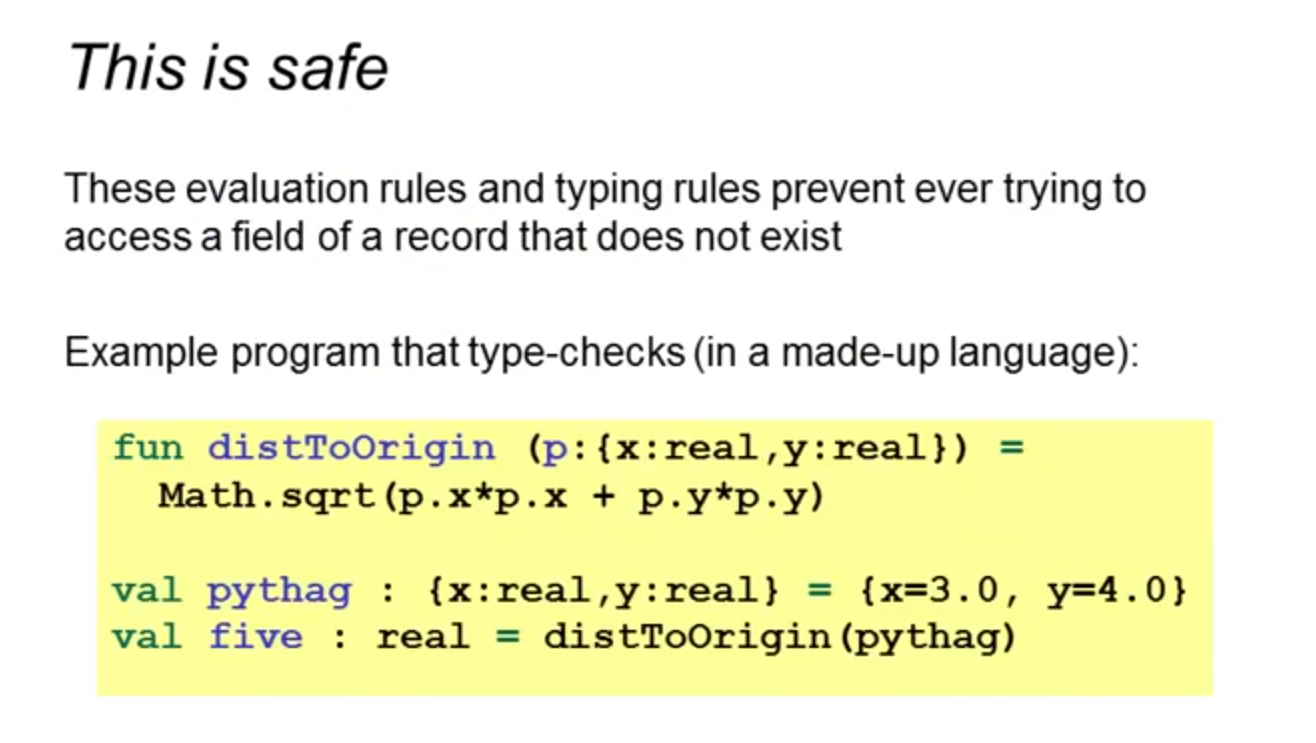 This is safe
These evaluation rules and typing rules prevent ever trying to
access a field of a record that does not exist
Example program that type-checks (in a made-up language):
fun distToOrigin (p:{x:real,y:real}) =
  Math.sqrt(p.x*p.x + p.y*p.y)
val pythag : {x:real,y:real} = {x=3.0, y=4.0}
val five : real = distToOrigin(pythag)